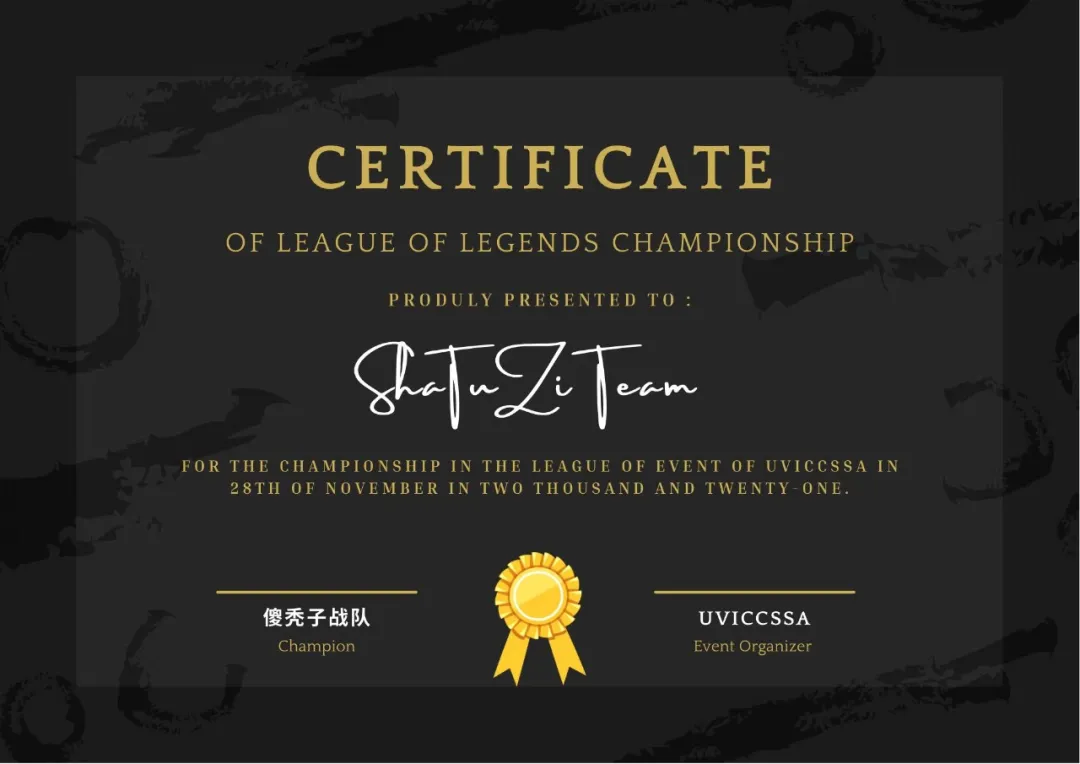 CERTIFICATE
OF LEAGUE OF LEGENDS CHAMPIONSHIP
PRODULY PRESENTED TO :
ShaTuZi Team
FOR THE CHAMPIONSHIP IN THE LEAGUE OF EVENT OF UVICCSSA IN
28TH OF NOVEMBER IN TWO THOUSAND AND TWENTY-ONE.
傻秃子战队
Champion
UVICCSSA
Event Organizer